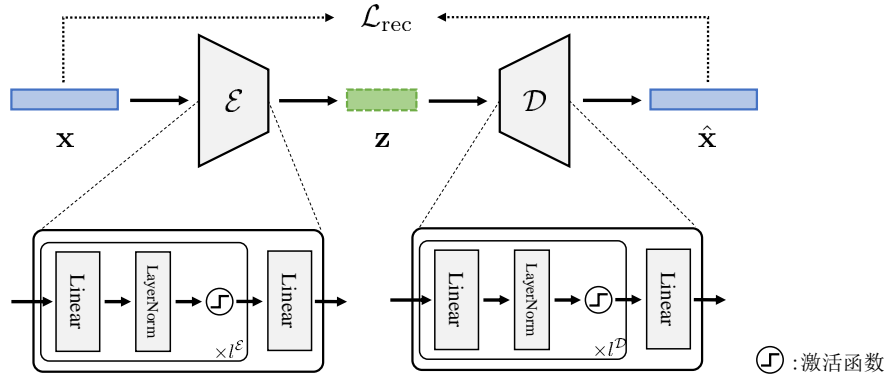 ℒrec
ℰ
𝒟
x
z
x̂
Linear
LayerNorm
Linear
×lℰ
Linear
LayerNorm
Linear
×l𝒟
:激活函数